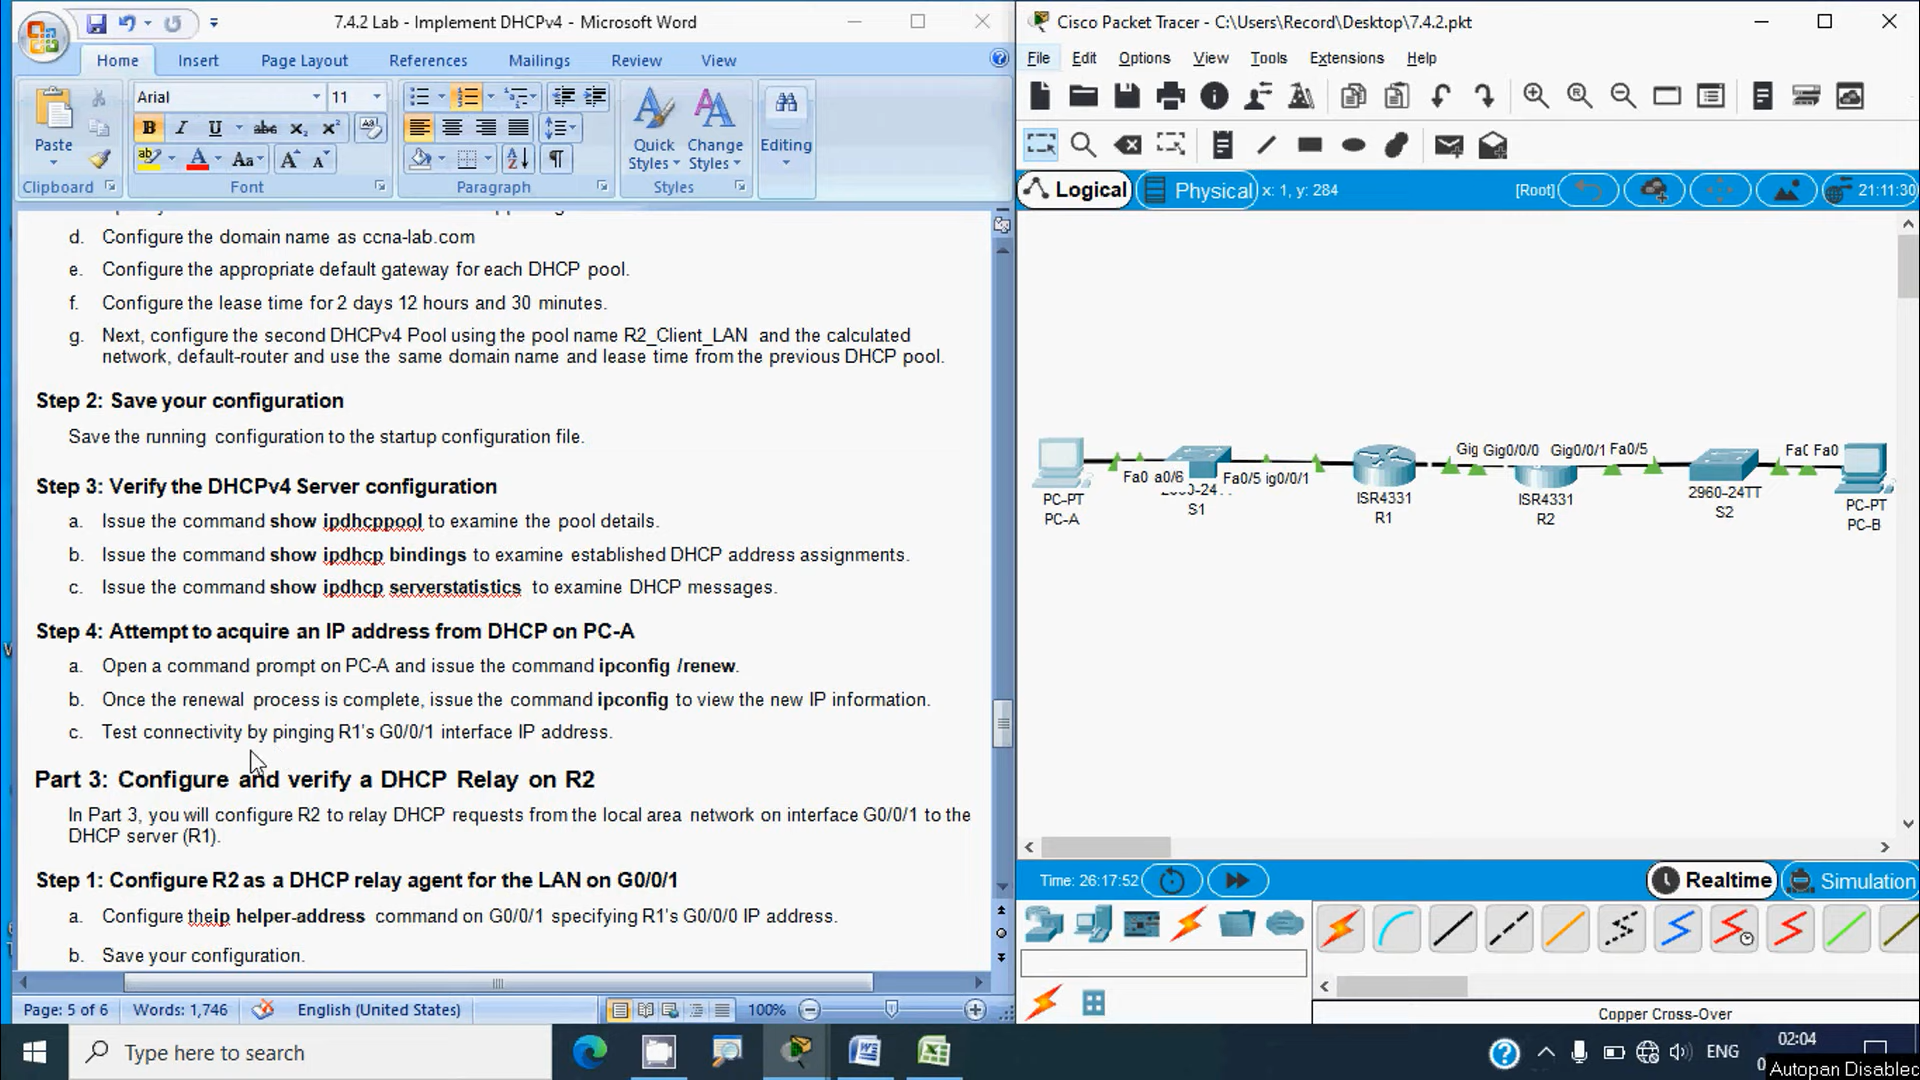 7.4.2 Lab - Implement DHCPv4 - Microsoft Word
Home Insert Page Layout References Mailings Review View
Paste
Clipboard
Arial 11
Font
Paragraph
Quick Styles
Change Styles
Styles
Editing
d. Configure the domain name as ccna-lab.com
e. Configure the appropriate default gateway for each DHCP pool.
f. Configure the lease time for 2 days 12 hours and 30 minutes.
g. Next, configure the second DHCPv4 Pool using the pool name R2_Client_LAN and the calculated
network, default-router and use the same domain name and lease time from the previous DHCP pool.
Step 2: Save your configuration
Save the running configuration to the startup configuration file.
Step 3: Verify the DHCPv4 Server configuration
a. Issue the command show ipdhcppool to examine the pool details.
b. Issue the command show ipdhcp bindings to examine established DHCP address assignments.
c. Issue the command show ipdhcp serverstatistics to examine DHCP messages.
Step 4: Attempt to acquire an IP address from DHCP on PC-A
a. Open a command prompt on PC-A and issue the command ipconfig /renew.
b. Once the renewal process is complete, issue the command ipconfig to view the new IP information.
c. Test connectivity by pinging R1's G0/0/1 interface IP address.
Part 3: Configure and verify a DHCP Relay on R2
In Part 3, you will configure R2 to relay DHCP requests from the local area network on interface G0/0/1 to the
DHCP server (R1).
Step 1: Configure R2 as a DHCP relay agent for the LAN on G0/0/1
a. Configure theip helper-address command on G0/0/1 specifying R1's G0/0/0 IP address.
b. Save your configuration.
Page: 5 of 6 Words: 1,746 English (United States) 100%
Cisco Packet Tracer - C:\Users\Record\Desktop\7.4.2.pkt
File Edit Options View Tools Extensions Help
Logical Physical x: 1, y: 284 [Root] 21:11:30
Fa0 a0/6 Fa0/5 ig0/0/1 Gig Gig0/0/0 Gig0/0/1 Fa0/5 Fa0 Fa0
PC-PT
PC-A
S1
ISR4331
R1
ISR4331
R2
2960-24TT
S2
PC-PT
PC-B
Time: 26:17:52 Realtime Simulation
Copper Cross-Over
Type here to search
ENG
02:04
Autopan Disabled